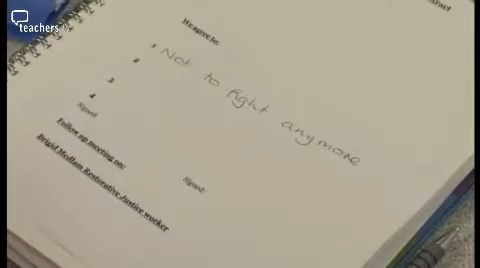 teachers
We agree to:
1 Not to fight anymore
2
3
4
Signed:
Signed:
Follow up meeting on:
Brigid Medlam Restorative Justice worker